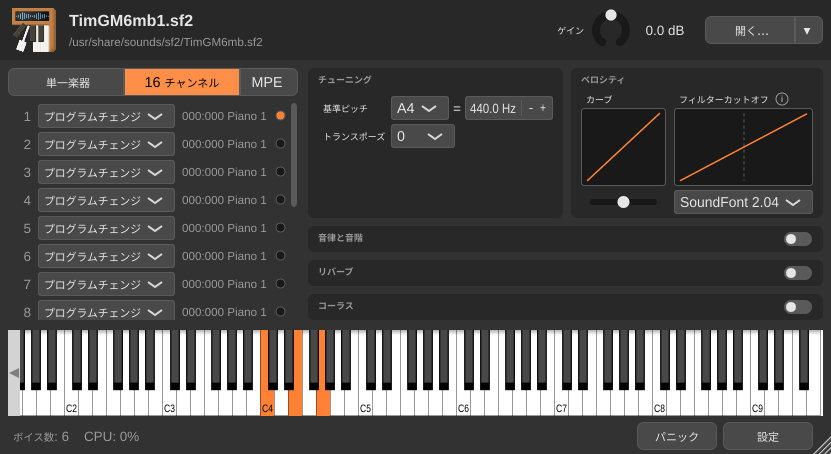 TimGM6mb1.sf2
/usr/share/sounds/sf2/TimGM6mb.sf2
ゲイン 0.0 dB 開く... ▼
単一楽器 16 チャンネル MPE
1 プログラムチェンジ 000:000 Piano 1
2 プログラムチェンジ 000:000 Piano 1
3 プログラムチェンジ 000:000 Piano 1
4 プログラムチェンジ 000:000 Piano 1
5 プログラムチェンジ 000:000 Piano 1
6 プログラムチェンジ 000:000 Piano 1
7 プログラムチェンジ 000:000 Piano 1
8 プログラムチェンジ 000:000 Piano 1
チューニング
基準ピッチ A4 = 440.0 Hz - +
トランスポーズ 0
ベロシティ
カーブ フィルターカットオフ
SoundFont 2.04
音律と音階
リバーブ
コーラス
C2 C3 C4 C5 C6 C7 C8 C9
ボイス数: 6 CPU: 0% パニック 設定